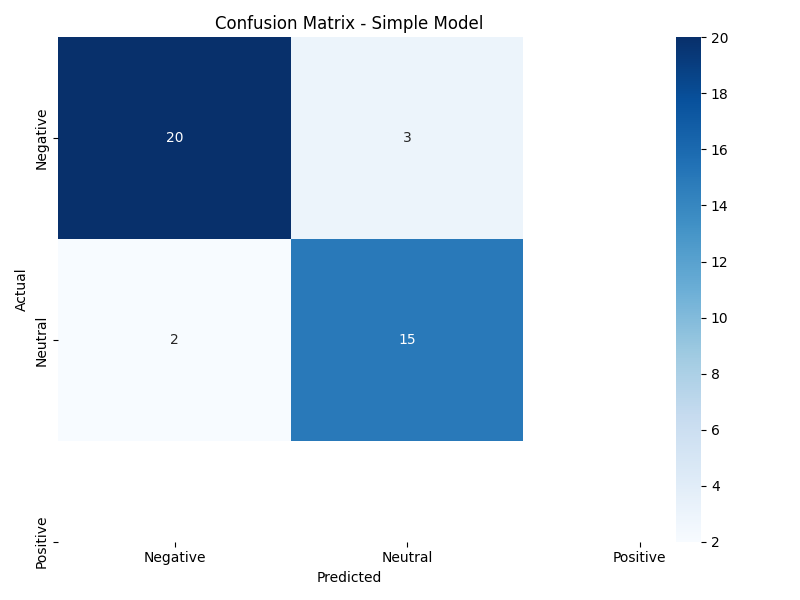 Confusion Matrix - Simple Model
Negative
20
3
Neutral
2
15
Positive
Actual
Negative
Neutral
Positive
Predicted
20
18
16
14
12
10
8
6
4
2